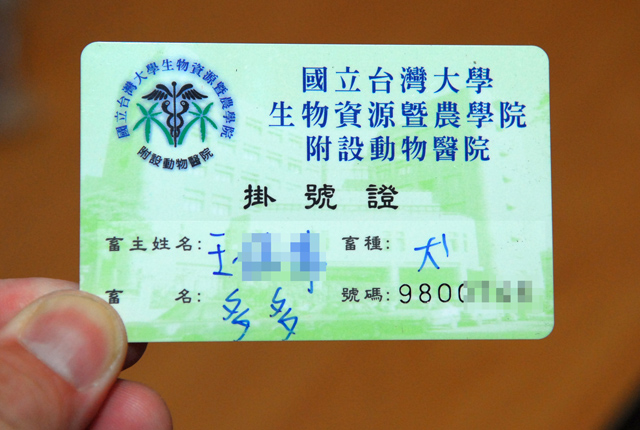 國立台灣大學生物資源暨農學院
附設動物醫院
國立台灣大學
生物資源暨農學院
附設動物醫院
掛號證
畜主姓名: 王 畜種: 犬
畜名: 多多 號碼: 9800